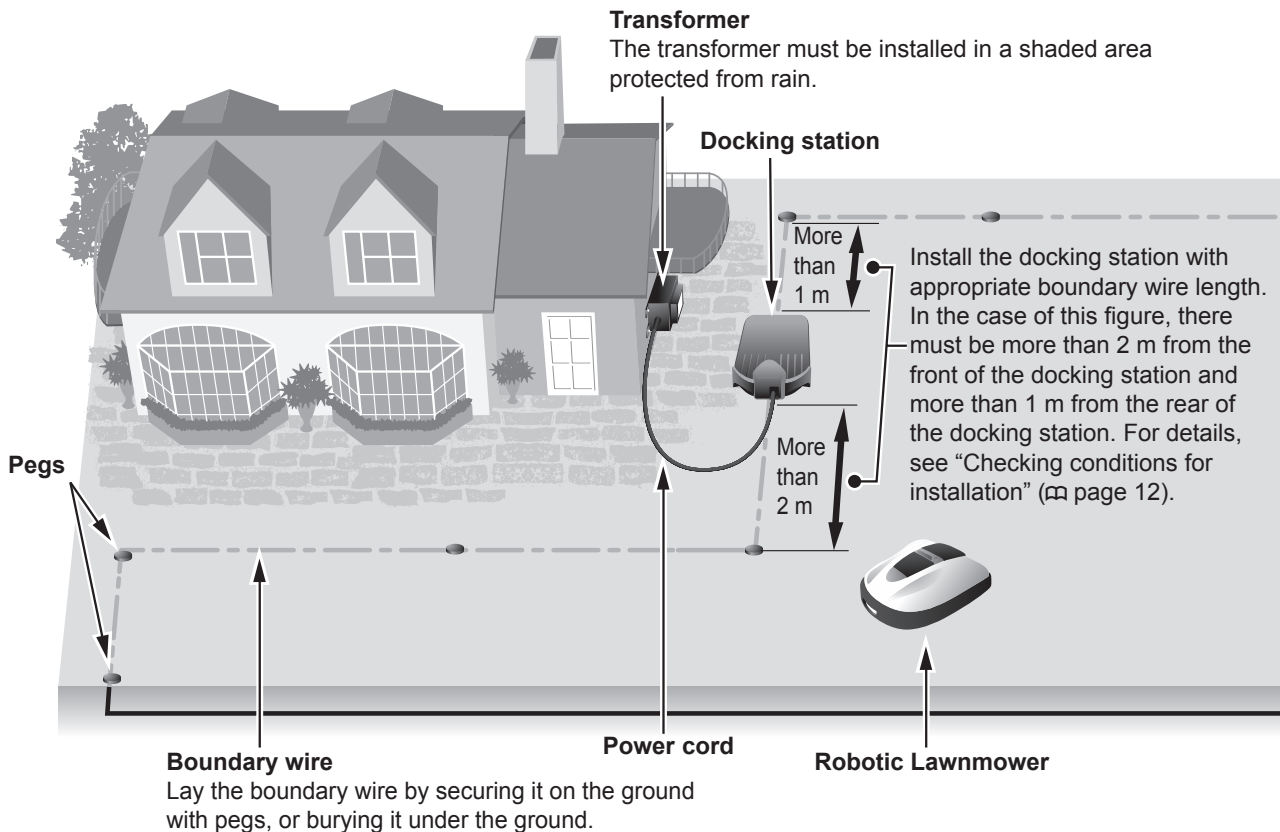 Transformer
The transformer must be installed in a shaded area
protected from rain.
Docking station
More
than
1 m
Install the docking station with
appropriate boundary wire length.
In the case of this figure, there
must be more than 2 m from the
front of the docking station and
more than 1 m from the rear of
the docking station. For details,
see “Checking conditions for
installation” (🕮 page 12).
More
than
2 m
Pegs
Power cord
Robotic Lawnmower
Boundary wire
Lay the boundary wire by securing it on the ground
with pegs, or burying it under the ground.